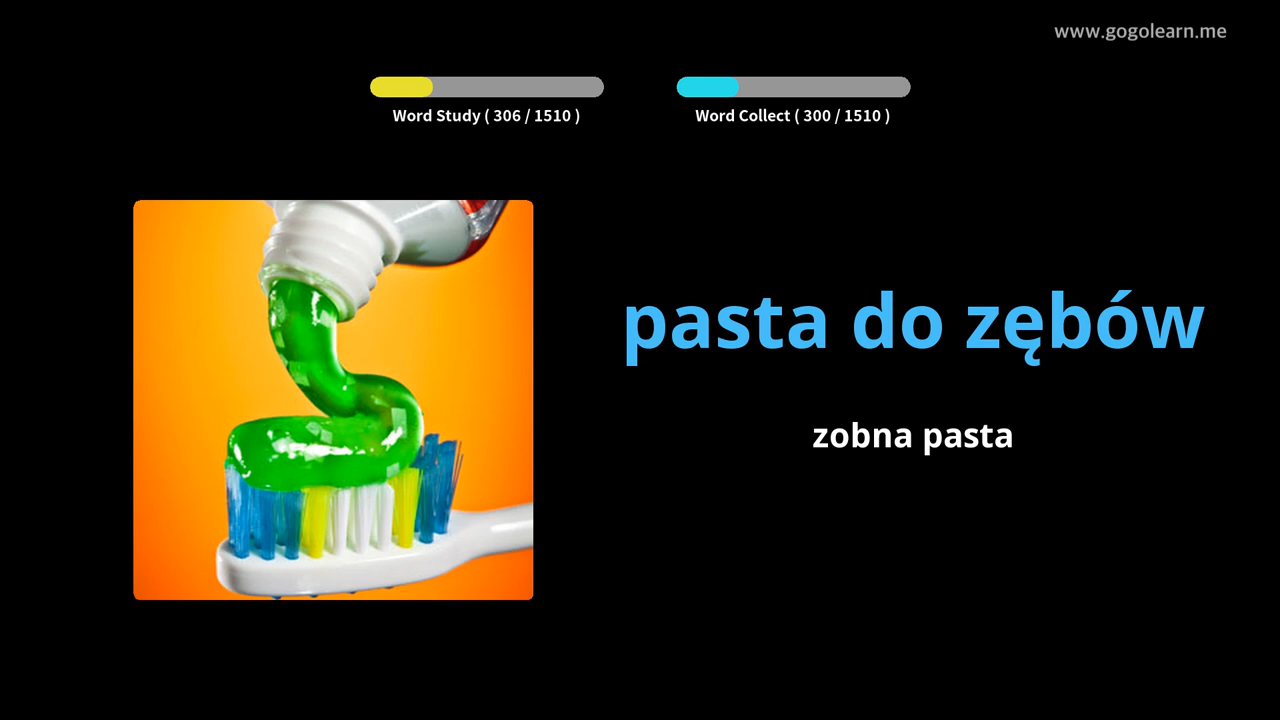 www.gogolearn.me
Word Study ( 306 / 1510 )
Word Collect ( 300 / 1510 )
pasta do zębów
zobna pasta